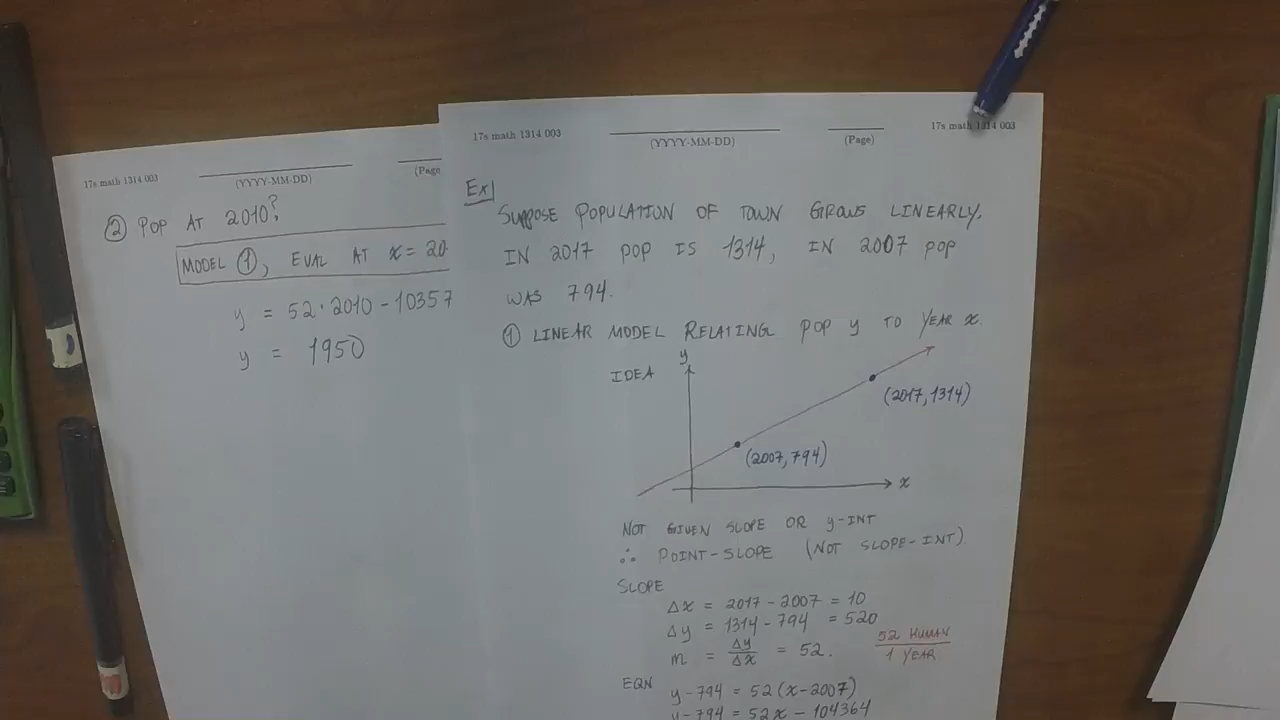 17s math 1314 003
(YYYY-MM-DD)
(Page
② POP AT 2010?
MODEL ①, EVAL AT x = 20
y = 52·2010 - 10357
y = 1950
17s math 1314 003
(YYYY-MM-DD)
(Page)
17s math 1314 003
Ex
SUPPOSE POPULATION OF TOWN GROWS LINEARLY.
IN 2017 POP IS 1314, IN 2007 POP
WAS 794.
① LINEAR MODEL RELATING POP y TO YEAR x.
IDEA
y
(2017, 1314)
(2007, 794)
x
NOT GIVEN SLOPE OR y-INT
∴ POINT-SLOPE (NOT SLOPE-INT).
SLOPE
Δx = 2017 - 2007 = 10
Δy = 1314 - 794 = 520
m = Δy/Δx = 52.
52 HUMAN
1 YEAR
EQN y - 794 = 52(x - 2007)
y - 794 = 52x - 104364